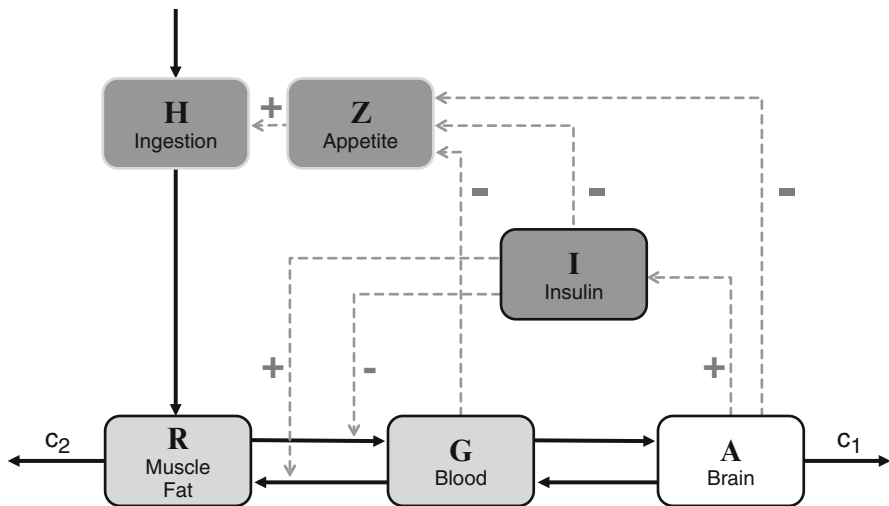 H
Ingestion
+
Z
Appetite
-
-
-
I
Insulin
+
-
+
c2
R
Muscle
Fat
G
Blood
A
Brain
c1